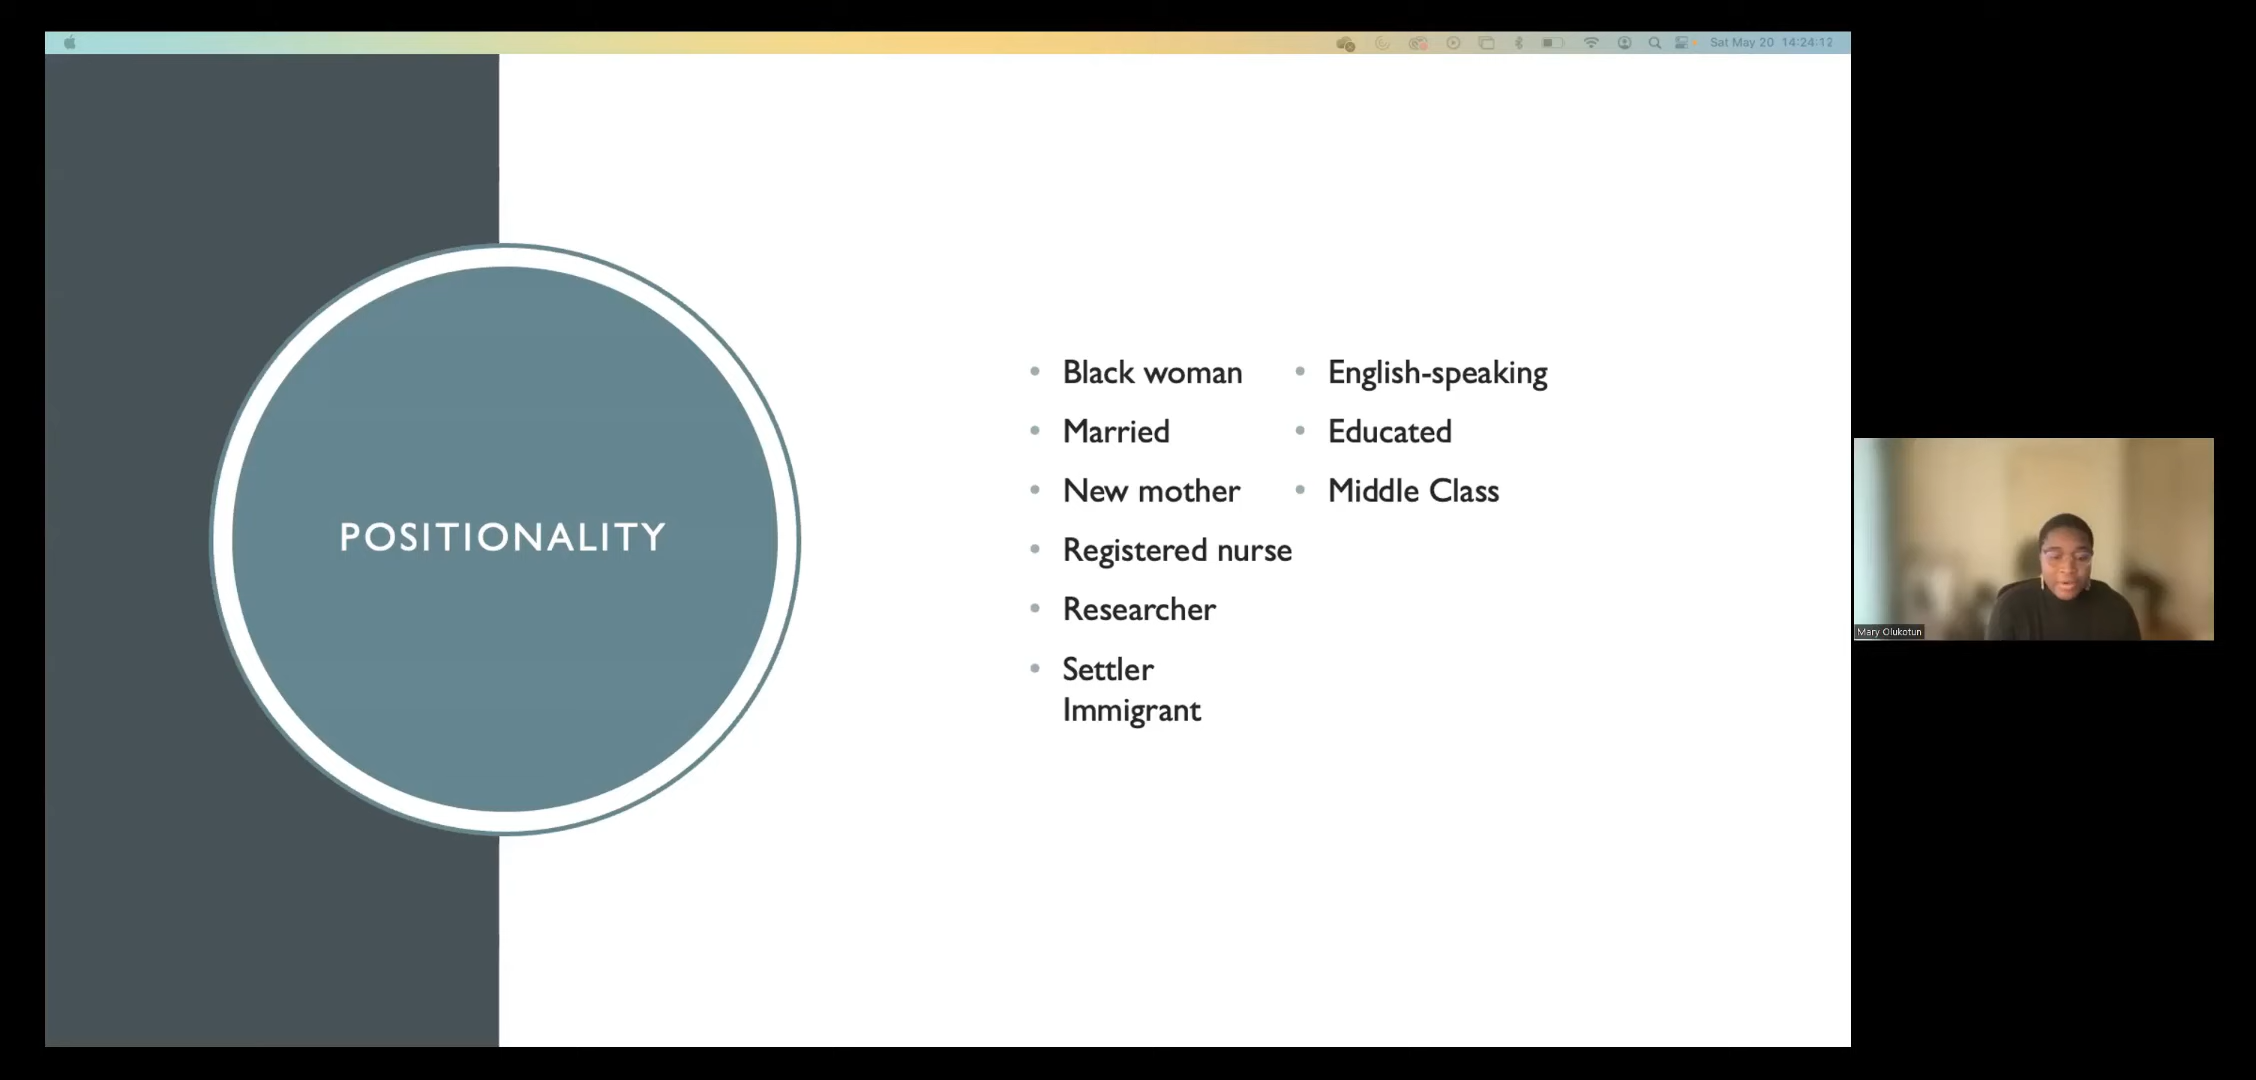 Sat May 20 14:24:12
POSITIONALITY
Black woman
Married
New mother
Registered nurse
Researcher
Settler
Immigrant
English-speaking
Educated
Middle Class
Mary Olukotun